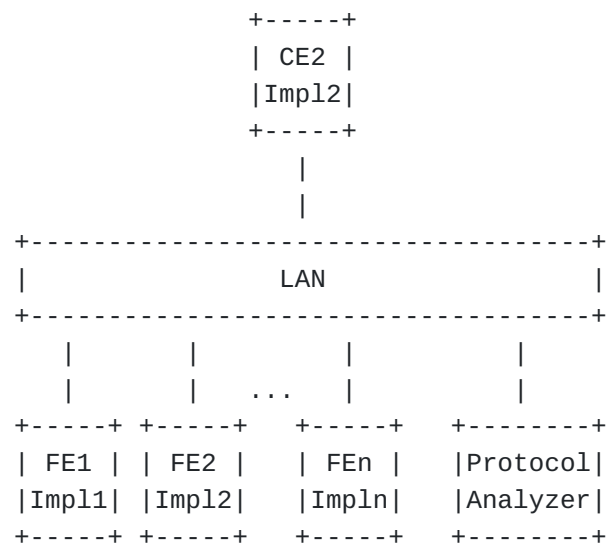 +-----+
| CE2 |
|Impl2|
+-----+
|
|
+------------------------------------+
| LAN |
+------------------------------------+
| | | |
| | ... | |
+-----+ +-----+ +-----+ +--------+
| FE1 | | FE2 | | FEn | |Protocol|
|Impl1| |Impl2| |Impln| |Analyzer|
+-----+ +-----+ +-----+ +--------+